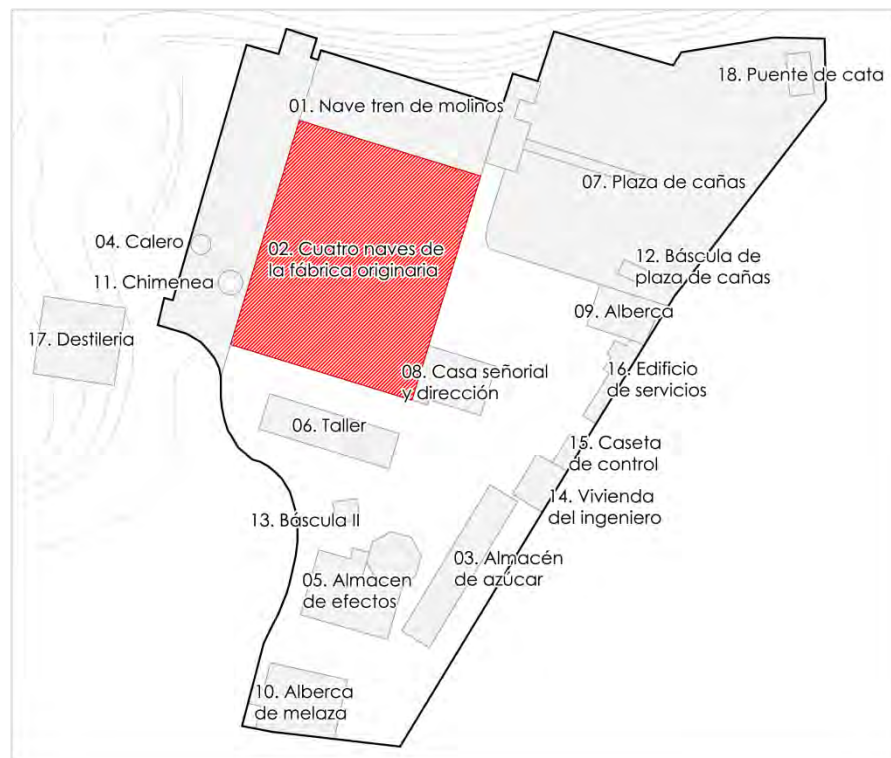 18. Puente de cata
01. Nave tren de molinos
07. Plaza de cañas
04. Calero
02. Cuatro naves de
la fábrica originaria
12. Báscula de
plaza de cañas
11. Chimenea
09. Alberca
17. Destileria
08. Casa señorial
y dirección
16. Edificio
de servicios
06. Taller
15. Caseta
de control
14. Vivienda
del ingeniero
13. Báscula II
03. Almacén
de azúcar
05. Almacen
de efectos
10. Alberca
de melaza